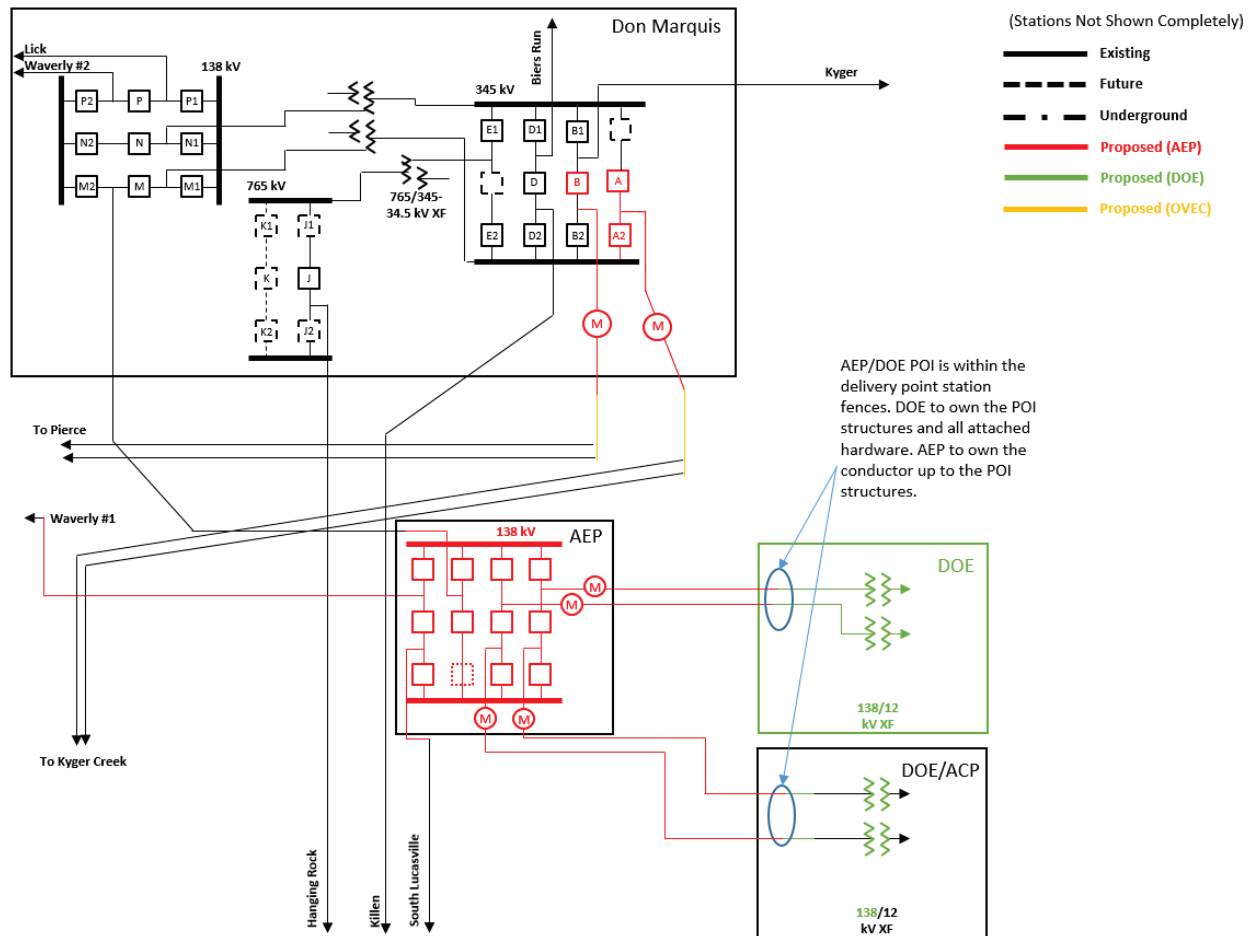 Don Marquis
(Stations Not Shown Completely)
Existing
Future
Underground
Proposed (AEP)
Proposed (DOE)
Proposed (OVEC)
Lick
Waverly #2
138 kV
P2
P
P1
N2
N
N1
M2
M
M1
765 kV
K1
J1
K
J
K2
J2
765/345-
34.5 kV XF
345 kV
Biers Run
Kyger
E1
D1
B1
D
B
A
E2
D2
B2
A2
M
M
AEP/DOE POI is within the
delivery point station
fences. DOE to own the POI
structures and all attached
hardware. AEP to own the
conductor up to the POI
structures.
To Pierce
Waverly #1
138 kV
AEP
M
M
M
M
DOE
138/12
kV XF
To Kyger Creek
DOE/ACP
138/12
kV XF
Hanging Rock
Killen
South Lucasville